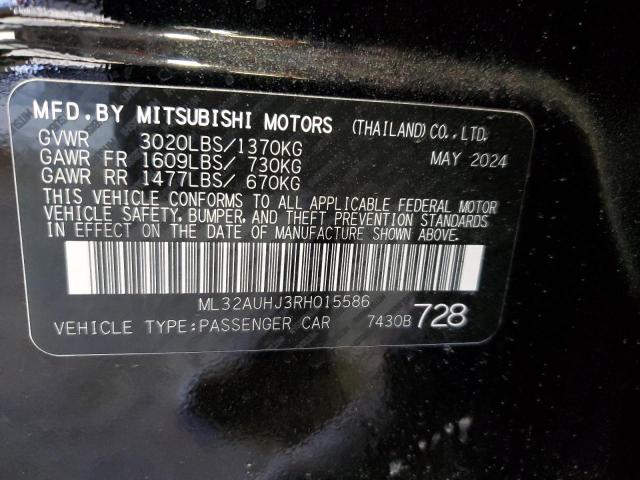 MFD.BY MITSUBISHI MOTORS (THAILAND) CO.,LTD.
GVWR 3020LBS/1370KG MAY 2024
GAWR FR 1609LBS/ 730KG
GAWR RR 1477LBS/ 670KG
THIS VEHICLE CONFORMS TO ALL APPLICABLE FEDERAL MOTOR
VEHICLE SAFETY, BUMPER, AND THEFT PREVENTION STANDARDS
IN EFFECT ON THE DATE OF MANUFACTURE SHOWN ABOVE.
ML32AUHJ3RH015586
VEHICLE TYPE:PASSENGER CAR 7430B 728